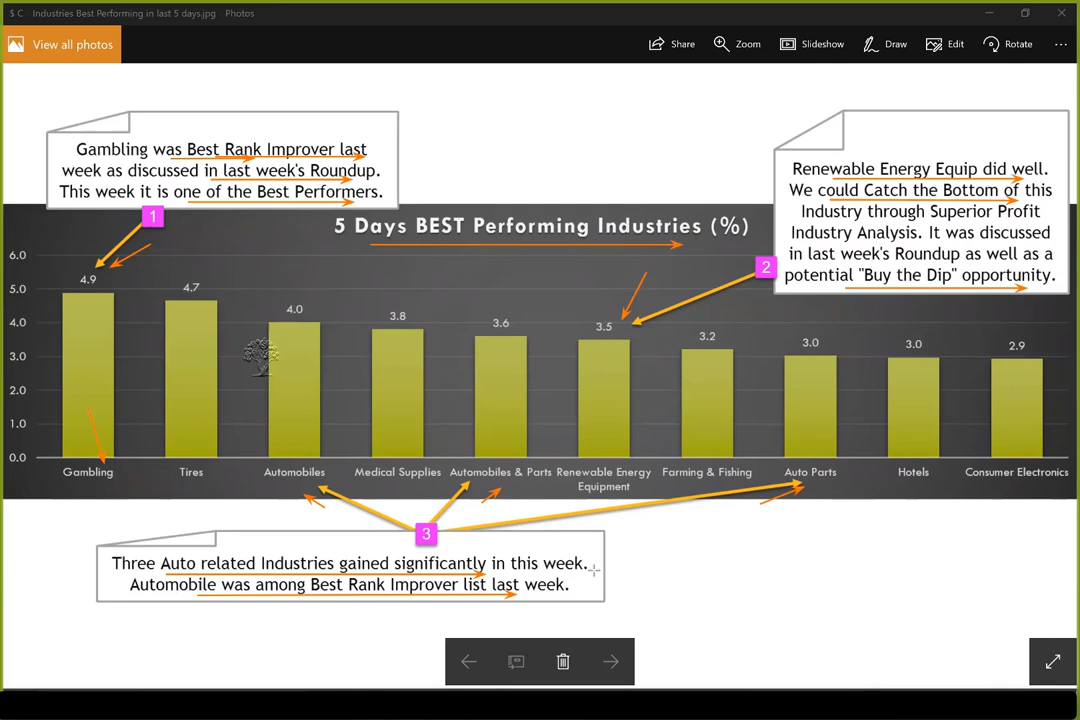 $ C Industries Best Performing in last 5 days.jpg Photos
View all photos
Share Zoom Slideshow Draw Edit Rotate ...
Gambling was Best Rank Improver last
week as discussed in last week's Roundup.
This week it is one of the Best Performers.
1
Renewable Energy Equip did well.
We could Catch the Bottom of this
Industry through Superior Profit
Industry Analysis. It was discussed
in last week's Roundup as well as a
potential "Buy the Dip" opportunity.
2
5 Days BEST Performing Industries (%)
6.0
5.0
4.0
3.0
2.0
1.0
0.0
4.9
4.7
4.0
3.8
3.6
3.5
3.2
3.0
3.0
2.9
Gambling
Tires
Automobiles
Medical Supplies
Automobiles & Parts
Renewable Energy
Equipment
Farming & Fishing
Auto Parts
Hotels
Consumer Electronics
3
Three Auto related Industries gained significantly in this week.
Automobile was among Best Rank Improver list last week.